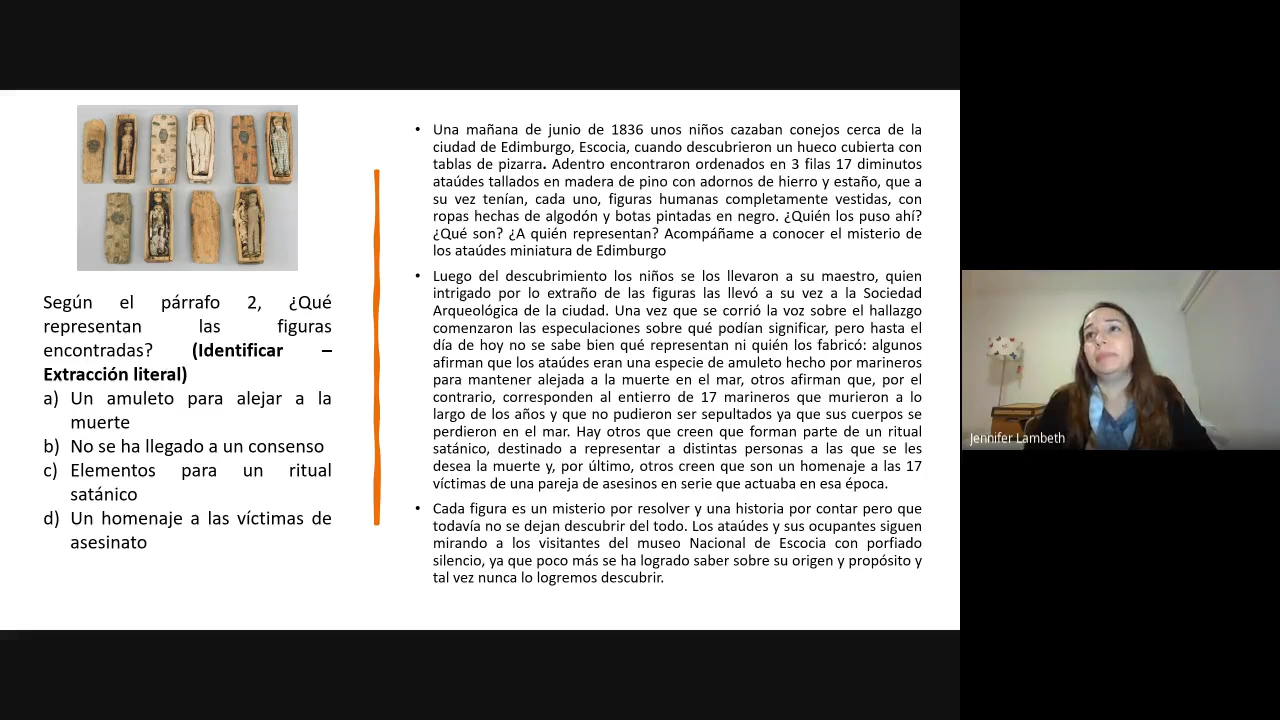 Según el párrafo 2, ¿Qué
representan las figuras
encontradas? (Identificar –
Extracción literal)
a) Un amuleto para alejar a la
muerte
b) No se ha llegado a un consenso
c) Elementos para un ritual
satánico
d) Un homenaje a las víctimas de
asesinato
• Una mañana de junio de 1836 unos niños cazaban conejos cerca de la
ciudad de Edimburgo, Escocia, cuando descubrieron un hueco cubierta con
tablas de pizarra. Adentro encontraron ordenados en 3 filas 17 diminutos
ataúdes tallados en madera de pino con adornos de hierro y estaño, que a
su vez tenían, cada uno, figuras humanas completamente vestidas, con
ropas hechas de algodón y botas pintadas en negro. ¿Quién los puso ahí?
¿Qué son? ¿A quién representan? Acompáñame a conocer el misterio de
los ataúdes miniatura de Edimburgo
• Luego del descubrimiento los niños se los llevaron a su maestro, quien
intrigado por lo extraño de las figuras las llevó a su vez a la Sociedad
Arqueológica de la ciudad. Una vez que se corrió la voz sobre el hallazgo
comenzaron las especulaciones sobre qué podían significar, pero hasta el
día de hoy no se sabe bien qué representan ni quién los fabricó: algunos
afirman que los ataúdes eran una especie de amuleto hecho por marineros
para mantener alejada a la muerte en el mar, otros afirman que, por el
contrario, corresponden al entierro de 17 marineros que murieron a lo
largo de los años y que no pudieron ser sepultados ya que sus cuerpos se
perdieron en el mar. Hay otros que creen que forman parte de un ritual
satánico, destinado a representar a distintas personas a las que se les
desea la muerte y, por último, otros creen que son un homenaje a las 17
víctimas de una pareja de asesinos en serie que actuaba en esa época.
• Cada figura es un misterio por resolver y una historia por contar pero que
todavía no se dejan descubrir del todo. Los ataúdes y sus ocupantes siguen
mirando a los visitantes del museo Nacional de Escocia con porfiado
silencio, ya que poco más se ha logrado saber sobre su origen y propósito y
tal vez nunca lo logremos descubrir.
Jennifer Lambeth